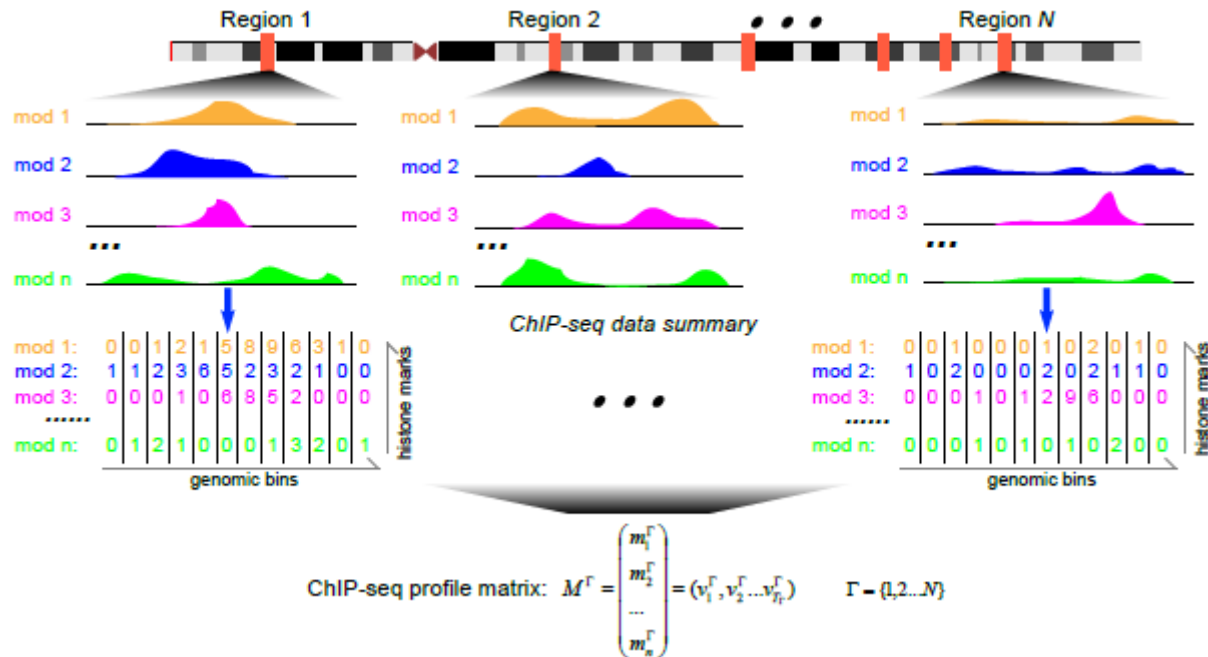 Region 1 Region 2 ● ● ● Region N
mod 1 mod 1 mod 1
mod 2 mod 2 mod 2
mod 3 mod 3 mod 3
... ... ...
mod n mod n mod n
ChIP-seq data summary
mod 1: 0 0 1 2 1 5 8 9 6 3 1 0
mod 2: 1 1 2 3 6 5 2 3 2 1 0 0
mod 3: 0 0 0 1 0 6 8 5 2 0 0 0
......
mod n: 0 1 2 1 0 0 0 1 3 2 0 1
histone marks
genomic bins
● ● ●
mod 1: 0 0 1 0 0 0 1 0 2 0 1 0
mod 2: 1 0 2 0 0 0 2 0 2 1 1 0
mod 3: 0 0 0 1 0 1 2 9 6 0 0 0
......
mod n: 0 0 0 1 0 1 0 1 0 2 0 0
histone marks
genomic bins
ChIP-seq profile matrix: M^Γ = (m_1^Γ m_2^Γ ... m_n^Γ) = (v_1^Γ, v_2^Γ ... v_{T_Γ}^Γ) Γ = {1,2...N}